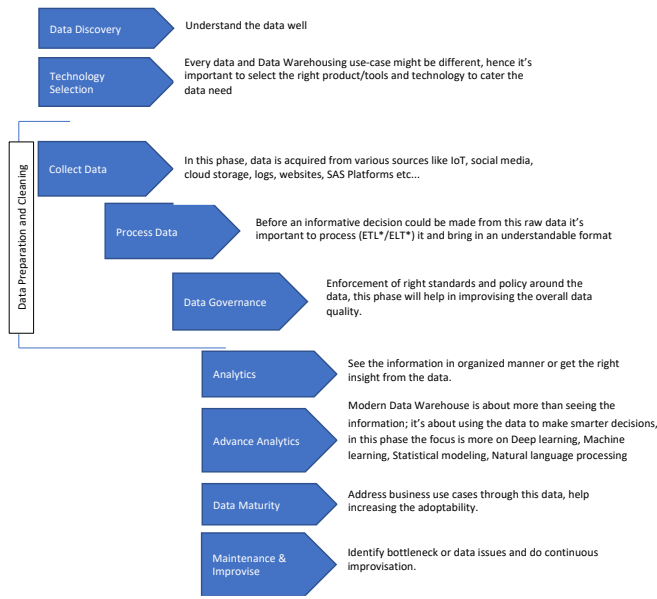 Data Discovery
Understand the data well
Technology
Selection
Every data and Data Warehousing use-case might be different, hence it's
important to select the right product/tools and technology to cater the
data need
Data Preparation and Cleaning
Collect Data
In this phase, data is acquired from various sources like IoT, social media,
cloud storage, logs, websites, SAS Platforms etc...
Process Data
Before an informative decision could be made from this raw data it's
important to process (ETL*/ELT*) it and bring in an understandable format
Data Governance
Enforcement of right standards and policy around the
data, this phase will help in improvising the overall data
quality.
Analytics
See the information in organized manner or get the right
insight from the data.
Advance Analytics
Modern Data Warehouse is about more than seeing the
information; it's about using the data to make smarter decisions,
in this phase the focus is more on Deep learning, Machine
learning, Statistical modeling, Natural language processing
Data Maturity
Address business use cases through this data, help
increasing the adoptability.
Maintenance &
Improvise
Identify bottleneck or data issues and do continuous
improvisation.